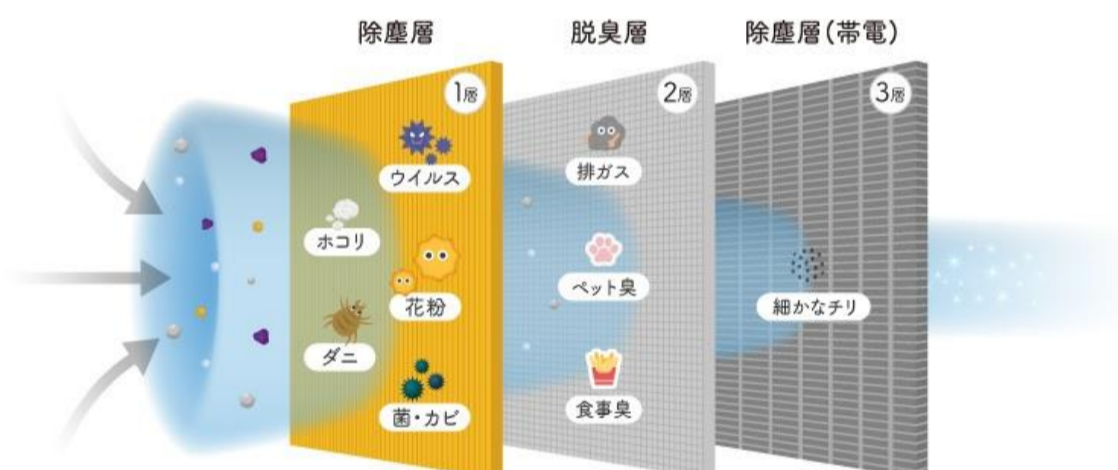 除塵層
脱臭層
除塵層(帯電)
1層
2層
3層
ウイルス
ホコリ
花粉
ダニ
菌・カビ
排ガス
ペット臭
食事臭
細かなチリ